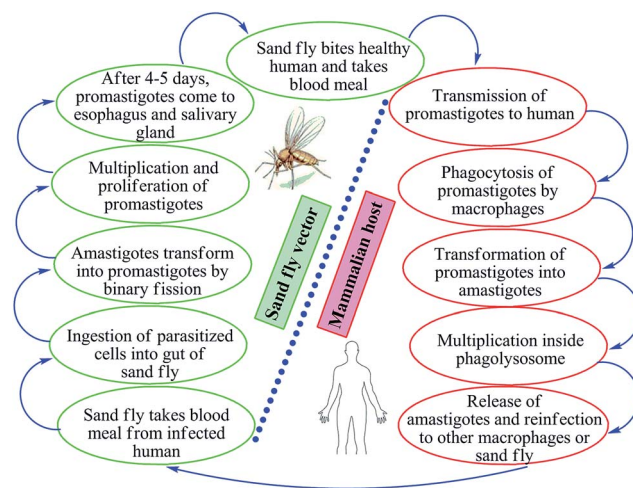 Sand fly bites healthy
human and takes
blood meal
Transmission of
promastigotes to human
Phagocytosis of
promastigotes by
macrophages
Transformation of
promastigotes into
amastigotes
Multiplication inside
phagolysosome
Release of
amastigotes and reinfection
to other macrophages or
sand fly
Sand fly takes blood
meal from infected
human
Ingestion of parasitized
cells into gut of
sand fly
Amastigotes transform
into promastigotes by
binary fission
Multiplication and
proliferation of
promastigotes
After 4-5 days,
promastigotes come to
esophagus and salivary
gland
Sand fly vector
Mammalian host